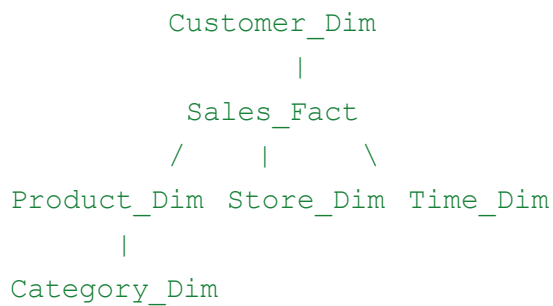 Customer_Dim
|
Sales_Fact
/ | \
Product_Dim Store_Dim Time_Dim
|
Category_Dim